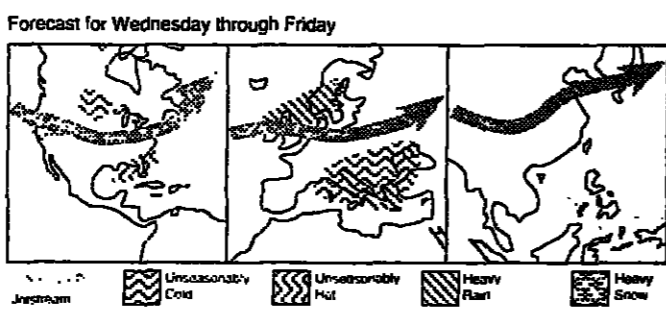 Forecast for Wednesday through Friday
Jetstream
Unseasonably
Cold
Unseasonably
Hot
Heavy
Rain
Heavy
Snow